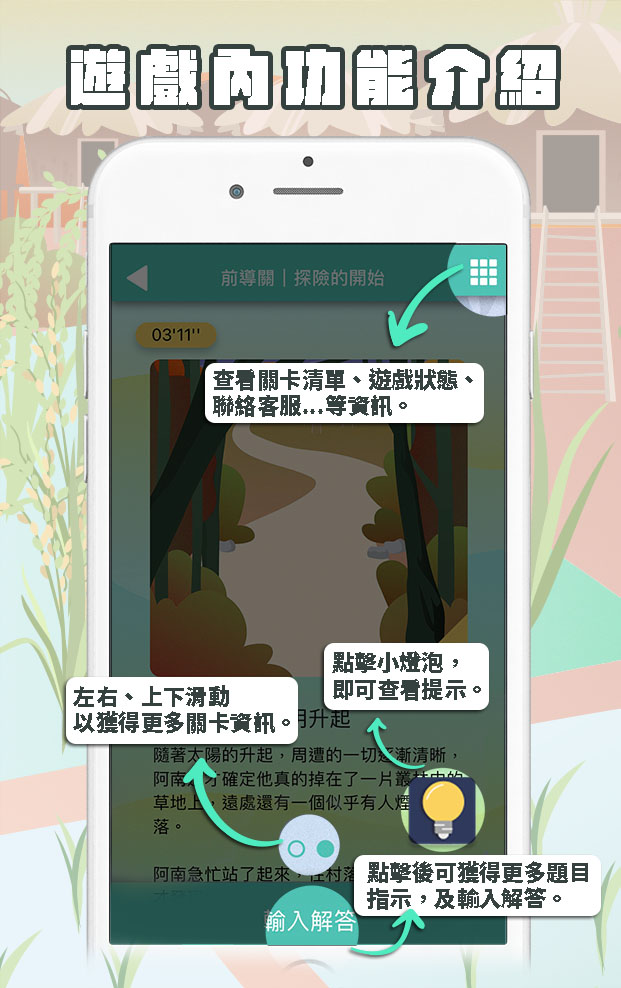 遊戲內功能介紹
前導關｜探險的開始
03'11''
查看關卡清單、遊戲狀態、
聯絡客服...等資訊。
點擊小燈泡，
即可查看提示。
左右、上下滑動
以獲得更多關卡資訊。
升起
隨著太陽的升起，周遭的一切逐漸清晰，
阿南 才確定他真的掉在了一片叢林中的
草地上，遠處還有一個似乎有人煙
落。
阿南急忙站了起來，往村落
點擊後可獲得更多題目
指示，及輸入解答。
輸入解答